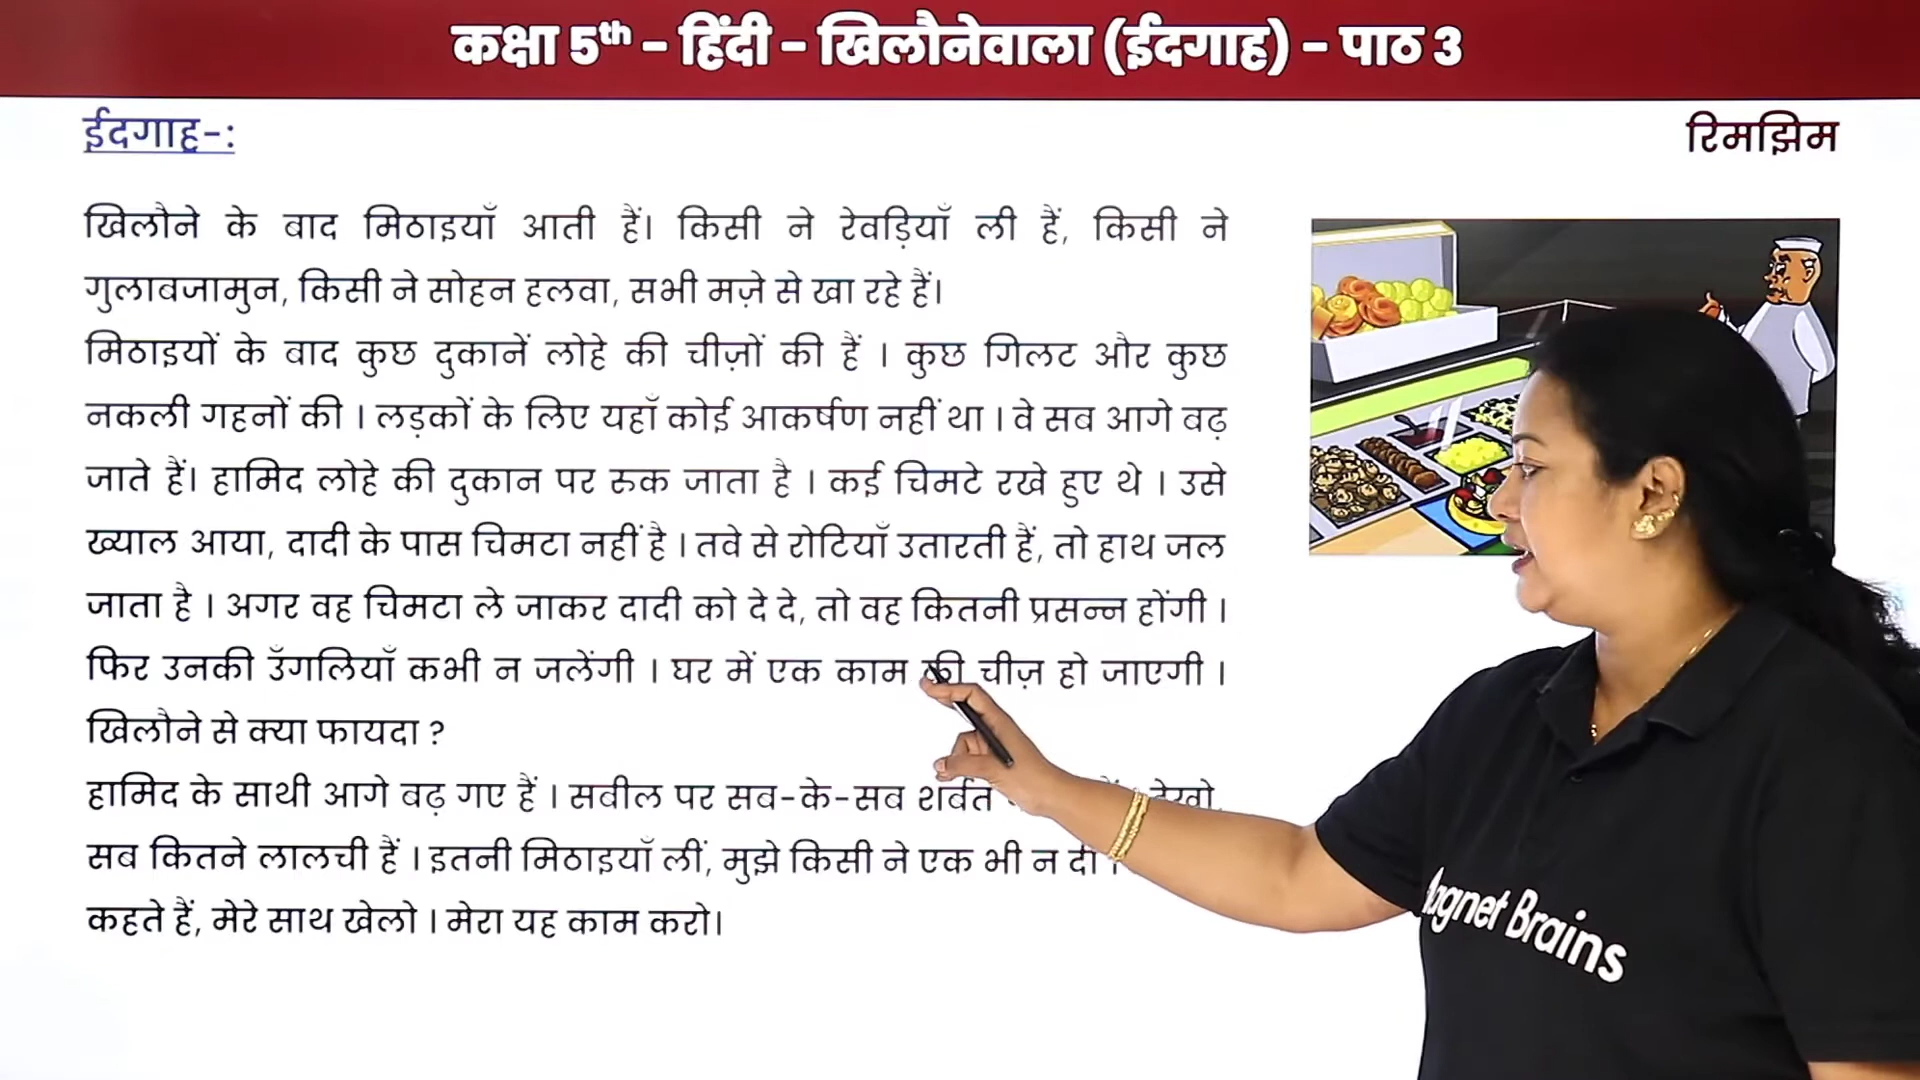 कक्षा 5th - हिंदी - खिलौनेवाला (ईदगाह) - पाठ 3
ईदगाह-:
रिमझिम
खिलौने के बाद मिठाइयाँ आती हैं। किसी ने रेवड़ियाँ ली हैं, किसी ने
गुलाबजामुन, किसी ने सोहन हलवा, सभी मज़े से खा रहे हैं।
मिठाइयों के बाद कुछ दुकानें लोहे की चीज़ों की हैं । कुछ गिलट और कुछ
नकली गहनों की । लड़कों के लिए यहाँ कोई आकर्षण नहीं था । वे सब आगे बढ़
जाते हैं। हामिद लोहे की दुकान पर रुक जाता है । कई चिमटे रखे हुए थे । उसे
ख्याल आया, दादी के पास चिमटा नहीं है । तवे से रोटियाँ उतारती हैं, तो हाथ जल
जाता है । अगर वह चिमटा ले जाकर दादी को दे दे, तो वह कितनी प्रसन्न होंगी ।
फिर उनकी उँगलियाँ कभी न जलेंगी । घर में एक काम की चीज़ हो जाएगी ।
खिलौने से क्या फायदा ?
हामिद के साथी आगे बढ़ गए हैं । सबील पर सब-के-सब शर्बत देखो,
सब कितने लालची हैं । इतनी मिठाइयाँ लीं, मुझे किसी ने एक भी न दी ।
कहते हैं, मेरे साथ खेलो । मेरा यह काम करो।
Magnet Brains